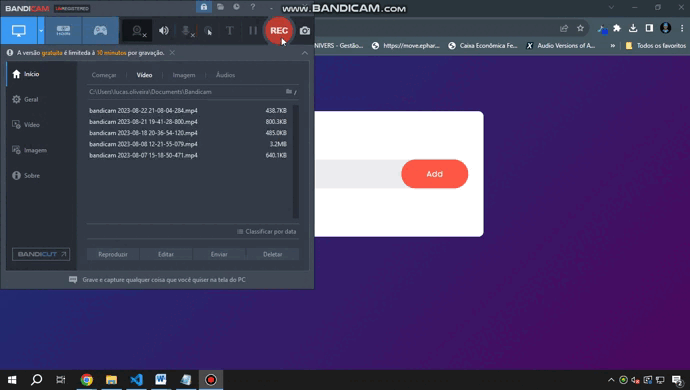 BANDICAM UNREGISTERED
WWW.BANDICAM.COM
REC
A versão gratuita é limitada à 10 minutos por gravação.
UNIVERS - Gestão...
https://move.ephar...
Caixa Econômica Fe...
Audio Versions of A...
Todos os favoritos
Início
Começar
Vídeo
Imagem
Áudios
C:\Users\lucas.oliveira\Documents\Bandicam
Geral
bandicam 2023-08-22 21-08-04-284.mp4 438.7KB
bandicam 2023-08-21 19-41-28-800.mp4 800.3KB
bandicam 2023-08-18 20-36-54-120.mp4 485.0KB
bandicam 2023-08-08 12-21-55-079.mp4 3.2MB
bandicam 2023-08-07 15-18-50-471.mp4 640.1KB
Vídeo
Imagem
Sobre
Add
Classificar por data
BANDICUT
Reproduzir
Editar
Enviar
Deletar
Grave e capture qualquer coisa que você quiser na tela do PC